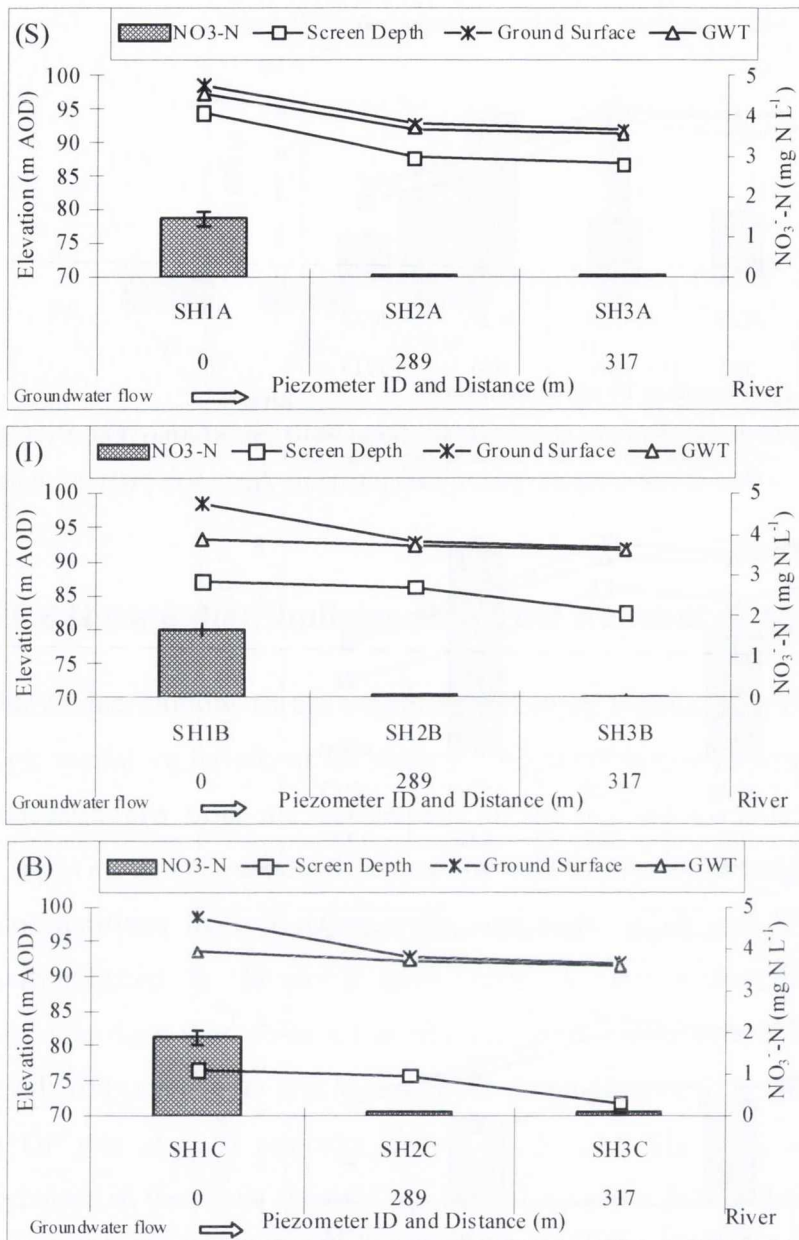 (S)
NO3-N Screen Depth Ground Surface GWT
Elevation (m AOD)
100
95
90
85
80
75
70
5
4
3
2
1
0
NO₃⁻-N (mg N L⁻¹)
SH1A SH2A SH3A
0 289 317
Groundwater flow Piezometer ID and Distance (m) River
(I)
NO3-N Screen Depth Ground Surface GWT
Elevation (m AOD)
100
95
90
85
80
75
70
5
4
3
2
1
0
NO₃⁻-N (mg N L⁻¹)
SH1B SH2B SH3B
0 289 317
Groundwater flow Piezometer ID and Distance (m) River
(B)
NO3-N Screen Depth Ground Surface GWT
Elevation (m AOD)
100
95
90
85
80
75
70
5
4
3
2
1
0
NO₃⁻-N (mg N L⁻¹)
SH1C SH2C SH3C
0 289 317
Groundwater flow Piezometer ID and Distance (m) River